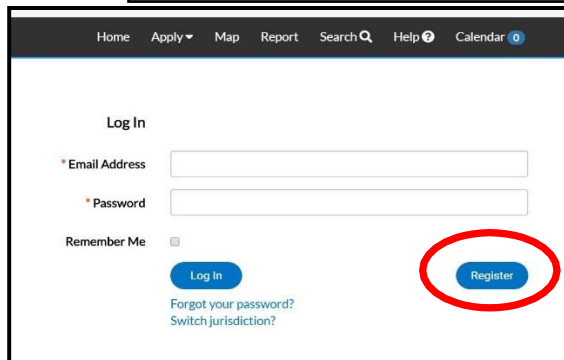 Home Apply Map Report Search Help ? Calendar 0
Log In
* Email Address
* Password
Remember Me
Log In Register
Forgot your password?
Switch jurisdiction?